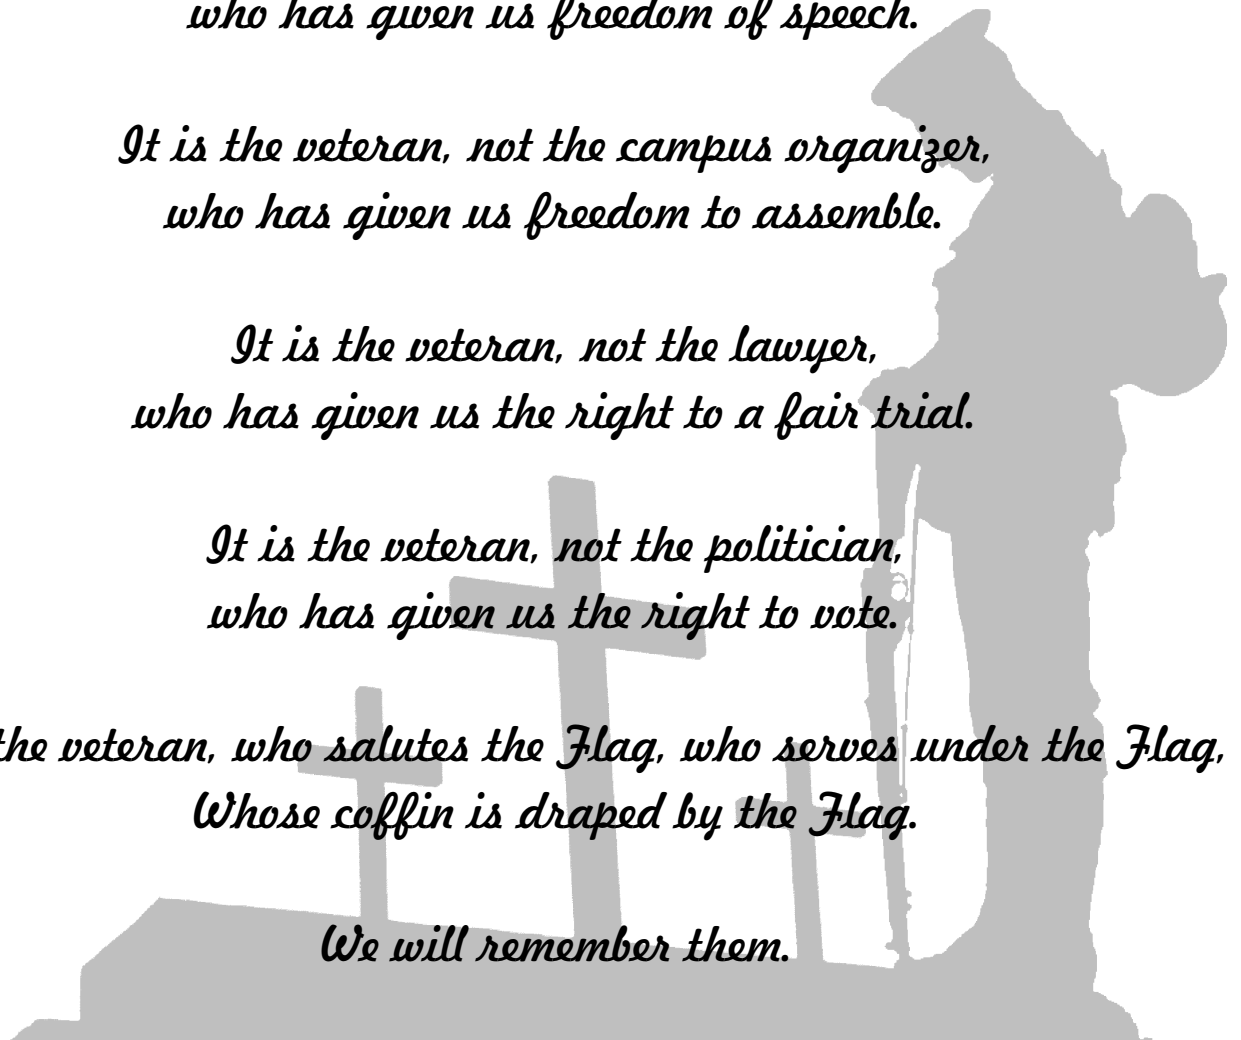 who has given us freedom of speech.
It is the veteran, not the campus organizer,
who has given us freedom to assemble.
It is the veteran, not the lawyer,
who has given us the right to a fair trial.
It is the veteran, not the politician,
who has given us the right to vote.
the veteran, who salutes the Flag, who serves under the Flag,
Whose coffin is draped by the Flag.
We will remember them.